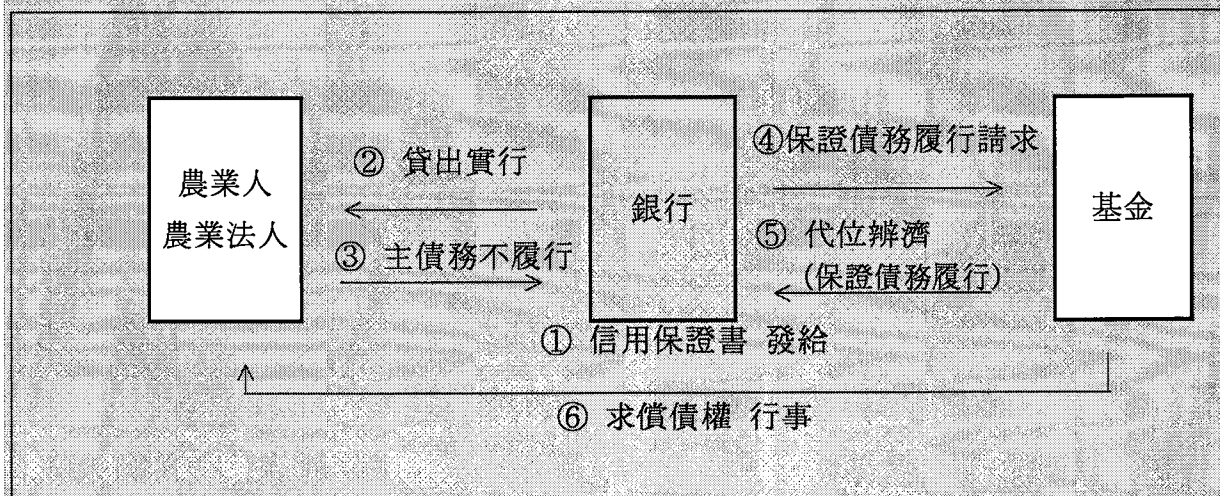 農業人
農業法人
② 貸出實行
③ 主債務不履行
銀行
④保證債務履行請求
⑤ 代位辨濟
(保證債務履行)
基金
① 信用保證書 發給
⑥ 求償債權 行事